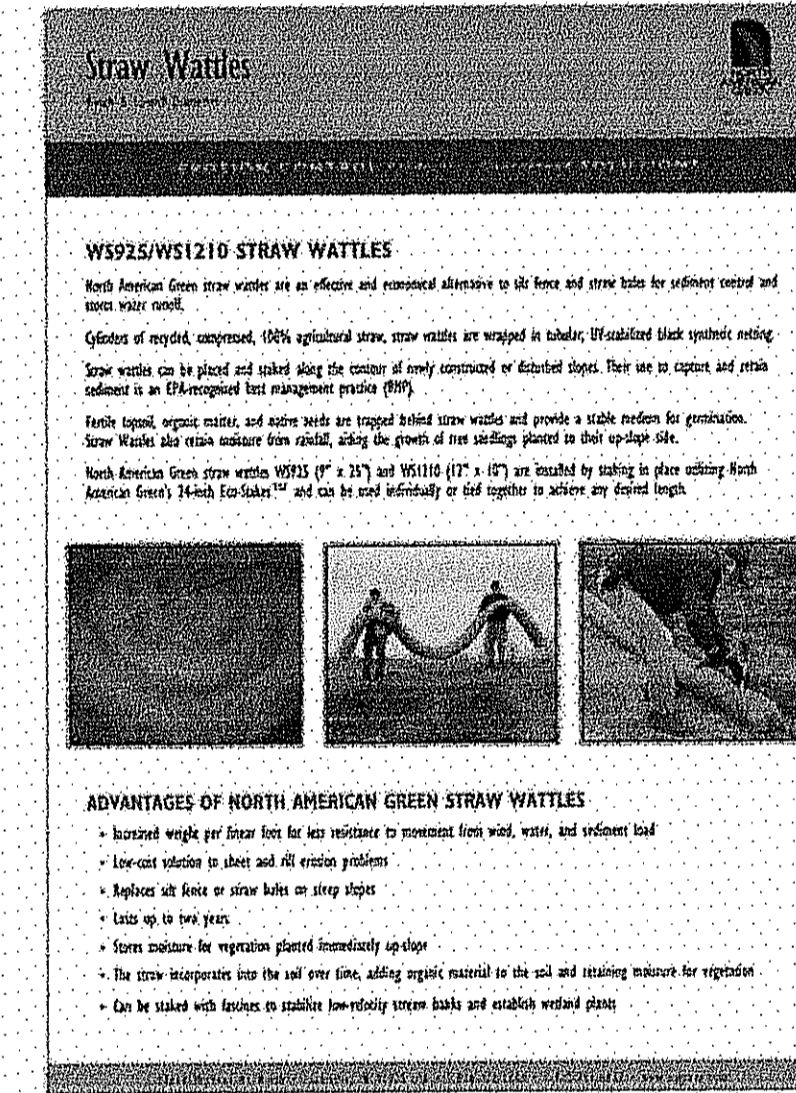 Straw Wattles
WS925/WS1210 STRAW WATTLES
North American Green straw wattles are an effective and economical alternative to silt fence and straw bales for sediment control and
storm water runoff.
Cylinders of recycled, compressed, 100% agricultural straw, straw wattles are wrapped in tubular, UV-stabilized black synthetic netting.
Straw wattles can be placed and staked along the contour of newly constructed or disturbed slopes. Their use to capture and retain
sediment is an EPA-recognized best management practice (BMP).
Fertile topsoil, organic matter, and native seeds are trapped behind straw wattles and provide a stable medium for germination.
Straw Wattles also retain moisture from rainfall, aiding the growth of tree seedlings planted on their up-slope side.
North American Green straw wattles WS925 (9" x 25') and WS1210 (12" x 10') are installed by staking in place utilizing North
American Green's 24-inch Eco-Stakes™ and can be used individually or tied together to achieve any desired length.
ADVANTAGES OF NORTH AMERICAN GREEN STRAW WATTLES
+ Increased weight per linear foot for less resistance to movement from wind, water, and sediment load
+ Low-cost solution to sheet and rill erosion problems
+ Replaces silt fence or straw bales on steep slopes
+ Lasts up to two years
+ Stores moisture for vegetation planted immediately up-slope
+ The straw incorporates into the soil over time, adding organic material to the soil and retaining moisture for vegetation
+ Can be staked with fascines to stabilize low-velocity stream banks and establish wetland plants